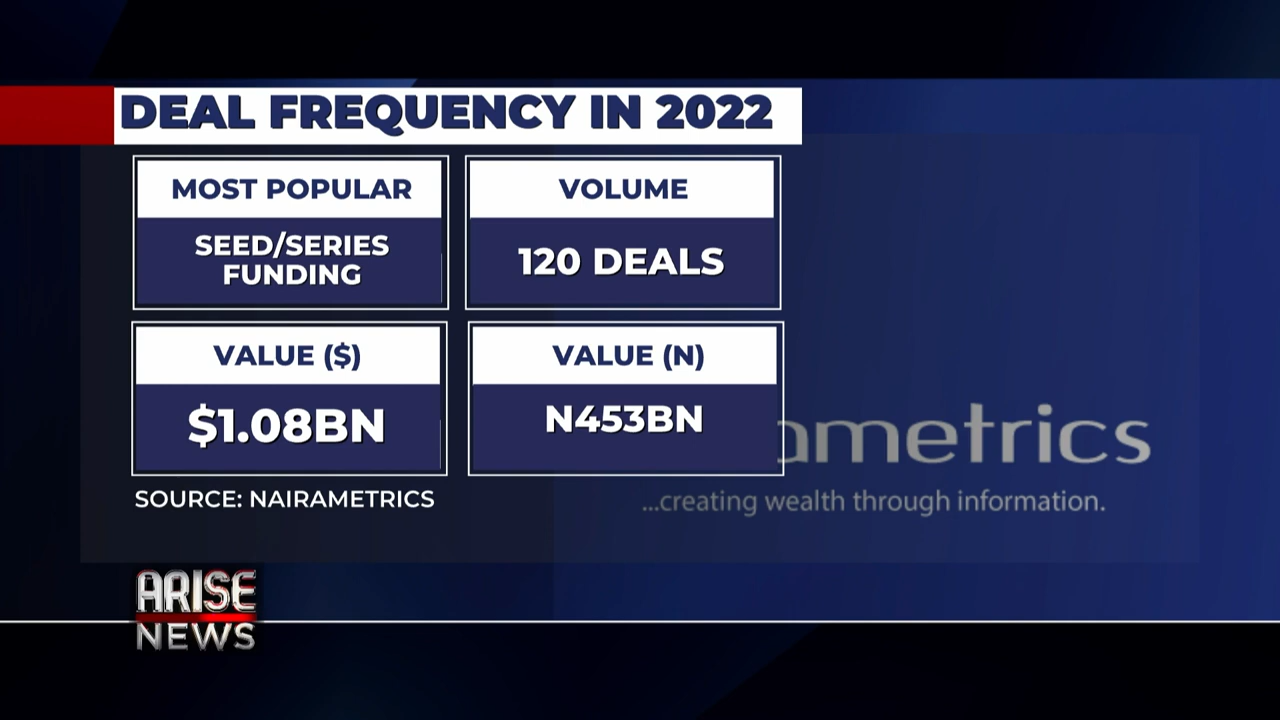 DEAL FREQUENCY IN 2022
MOST POPULAR
SEED/SERIES
FUNDING
VOLUME
120 DEALS
VALUE ($)
$1.08BN
VALUE (N)
N453BN
ametrics
...creating wealth through information.
SOURCE: NAIRAMETRICS
ARISE
NEWS